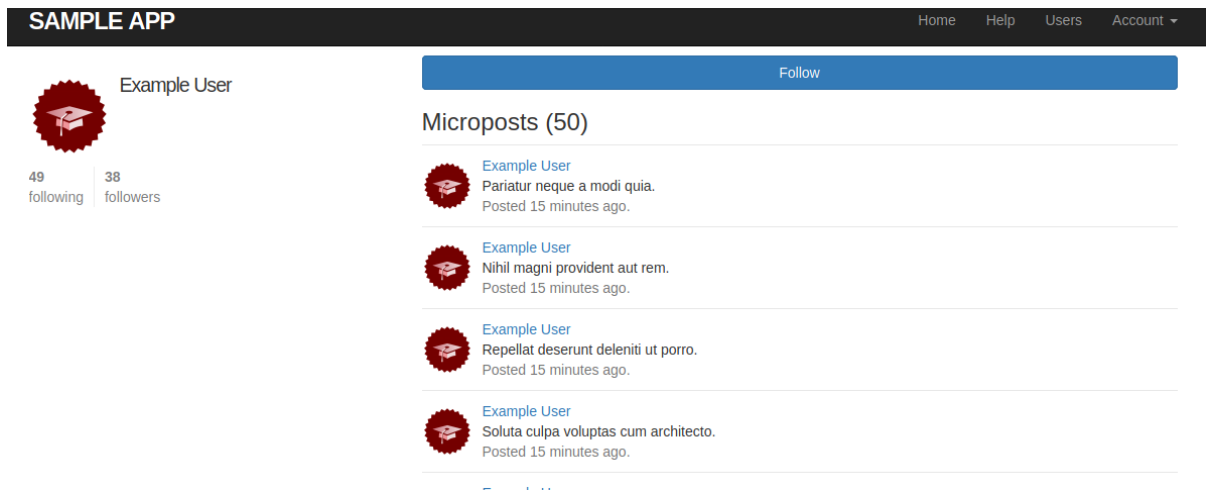 SAMPLE APP
Home Help Users Account
Example User
49 38
following followers
Follow
Microposts (50)
Example User
Pariatur neque a modi quia.
Posted 15 minutes ago.
Example User
Nihil magni provident aut rem.
Posted 15 minutes ago.
Example User
Repellat deserunt deleniti ut porro.
Posted 15 minutes ago.
Example User
Soluta culpa voluptas cum architecto.
Posted 15 minutes ago.